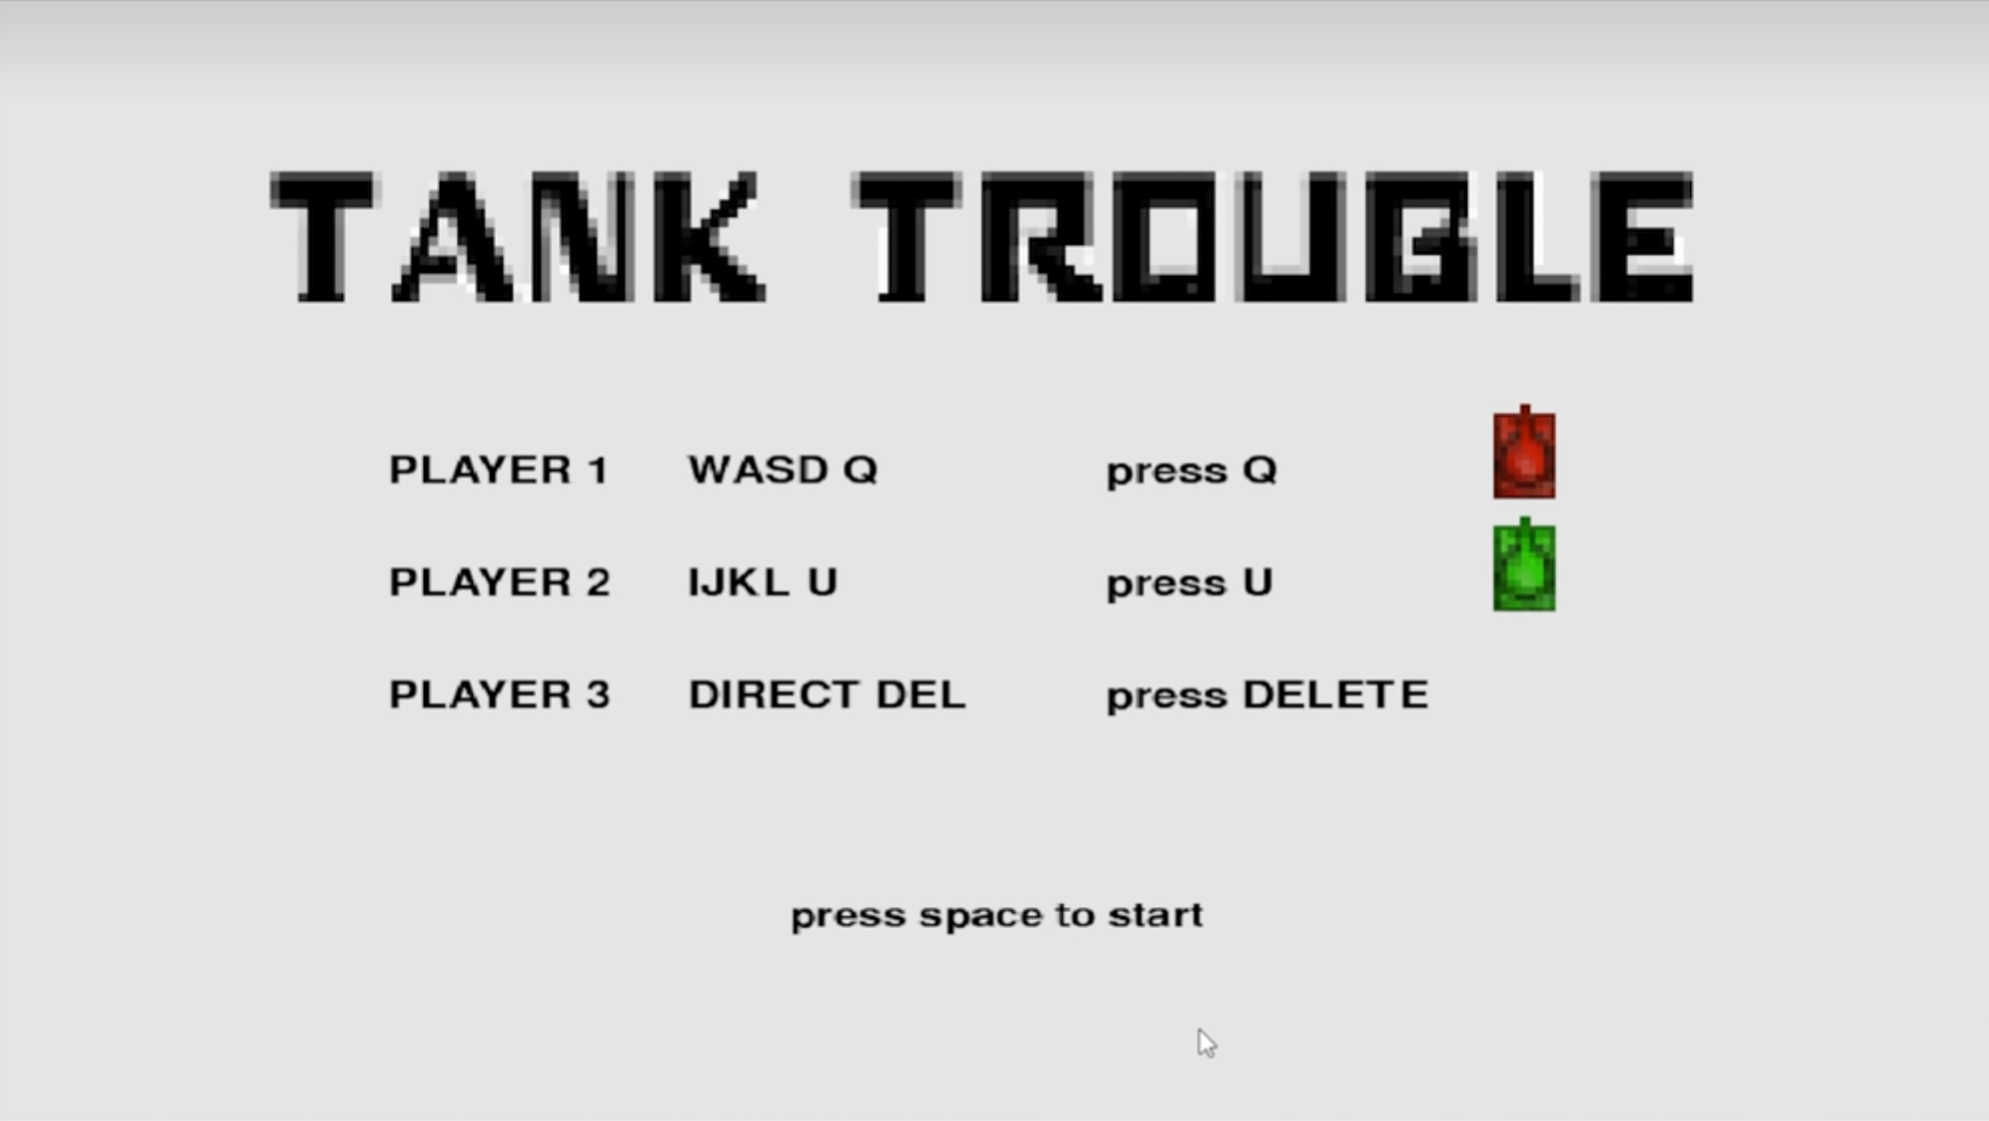 TANK TROUBLE
PLAYER 1 WASD Q press Q
PLAYER 2 IJKL U press U
PLAYER 3 DIRECT DEL press DELETE
press space to start